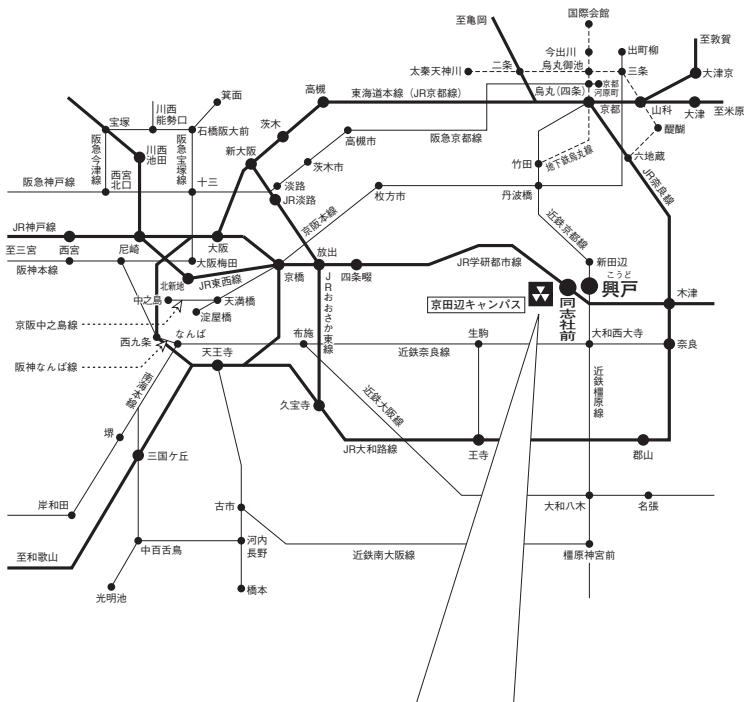 国際会館
至亀岡
至敦賀
今出川
出町柳
二条
烏丸御池
三条
太秦天神川
大津京
箕面
高槻
東海道本線（JR京都線）
烏丸（四条）
京都
河原町
京都
山科
大津
至米原
川西
能勢口
宝塚
石橋阪大前
茨木
高槻市
阪急京都線
醍醐
阪急今津線
川西
池田
阪急宝塚線
新大阪
茨木市
竹田
地下鉄烏丸線
六地蔵
JR奈良線
阪急神戸線
西宮
北口
十三
淡路
JR淡路
枚方市
丹波橋
京阪本線
近鉄京都線
JR神戸線
至三宮
西宮
尼崎
大阪
放出
四条畷
JR学研都市線
新田辺
阪神本線
大阪梅田
北新地
JR東西線
京橋
JRおおさか東線
こうど
興戸
中之島
天満橋
京田辺キャンパス
同志社前
木津
京阪中之島線
淀屋橋
西九条
なんば
布施
生駒
大和西大寺
奈良
阪神なんば線
天王寺
近鉄奈良線
南海本線
近鉄橿原線
久宝寺
近鉄大阪線
堺
JR大和路線
王寺
郡山
三国ケ丘
岸和田
古市
大和八木
名張
至和歌山
中百舌鳥
河内
長野
近鉄南大阪線
橿原神宮前
光明池
橋本